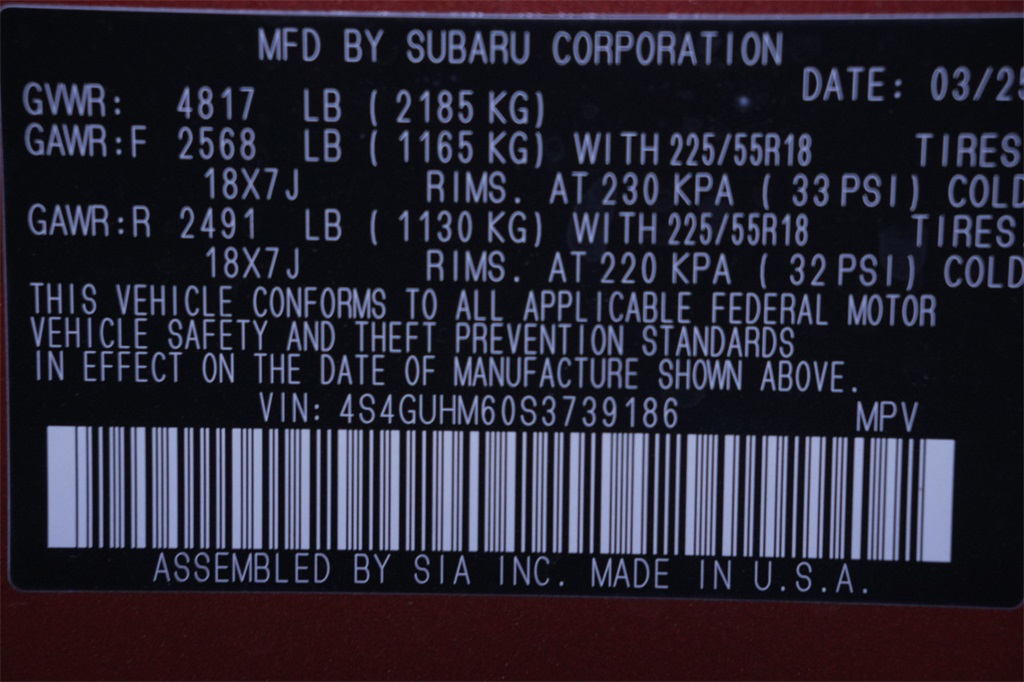 MFD BY SUBARU CORPORATION
DATE: 03/25
GVWR: 4817 LB ( 2185 KG)
GAWR:F 2568 LB ( 1165 KG) WITH 225/55R18 TIRES
18X7J RIMS. AT 230 KPA ( 33 PSI) COLD
GAWR:R 2491 LB ( 1130 KG) WITH 225/55R18 TIRES
18X7J RIMS. AT 220 KPA ( 32 PSI) COLD
THIS VEHICLE CONFORMS TO ALL APPLICABLE FEDERAL MOTOR
VEHICLE SAFETY AND THEFT PREVENTION STANDARDS
IN EFFECT ON THE DATE OF MANUFACTURE SHOWN ABOVE.
VIN: 4S4GUHM60S3739186 MPV
ASSEMBLED BY SIA INC. MADE IN U.S.A.